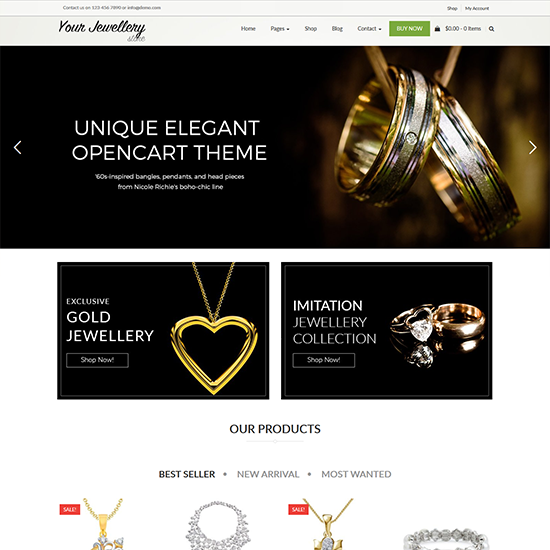 Contact us on 123 456 7890 or info@demo.com
Shop
My Account
Your Jewellery
store
Home Pages Shop Blog Contact BUY NOW $0.00 - 0 Items
UNIQUE ELEGANT
OPENCART THEME
'60s-inspired bangles, pendants, and head pieces
from Nicole Richie's boho-chic line
EXCLUSIVE
GOLD
JEWELLERY
Shop Now!
IMITATION
JEWELLERY
COLLECTION
Shop Now!
OUR PRODUCTS
BEST SELLER • NEW ARRIVAL • MOST WANTED
SALE!
SALE!